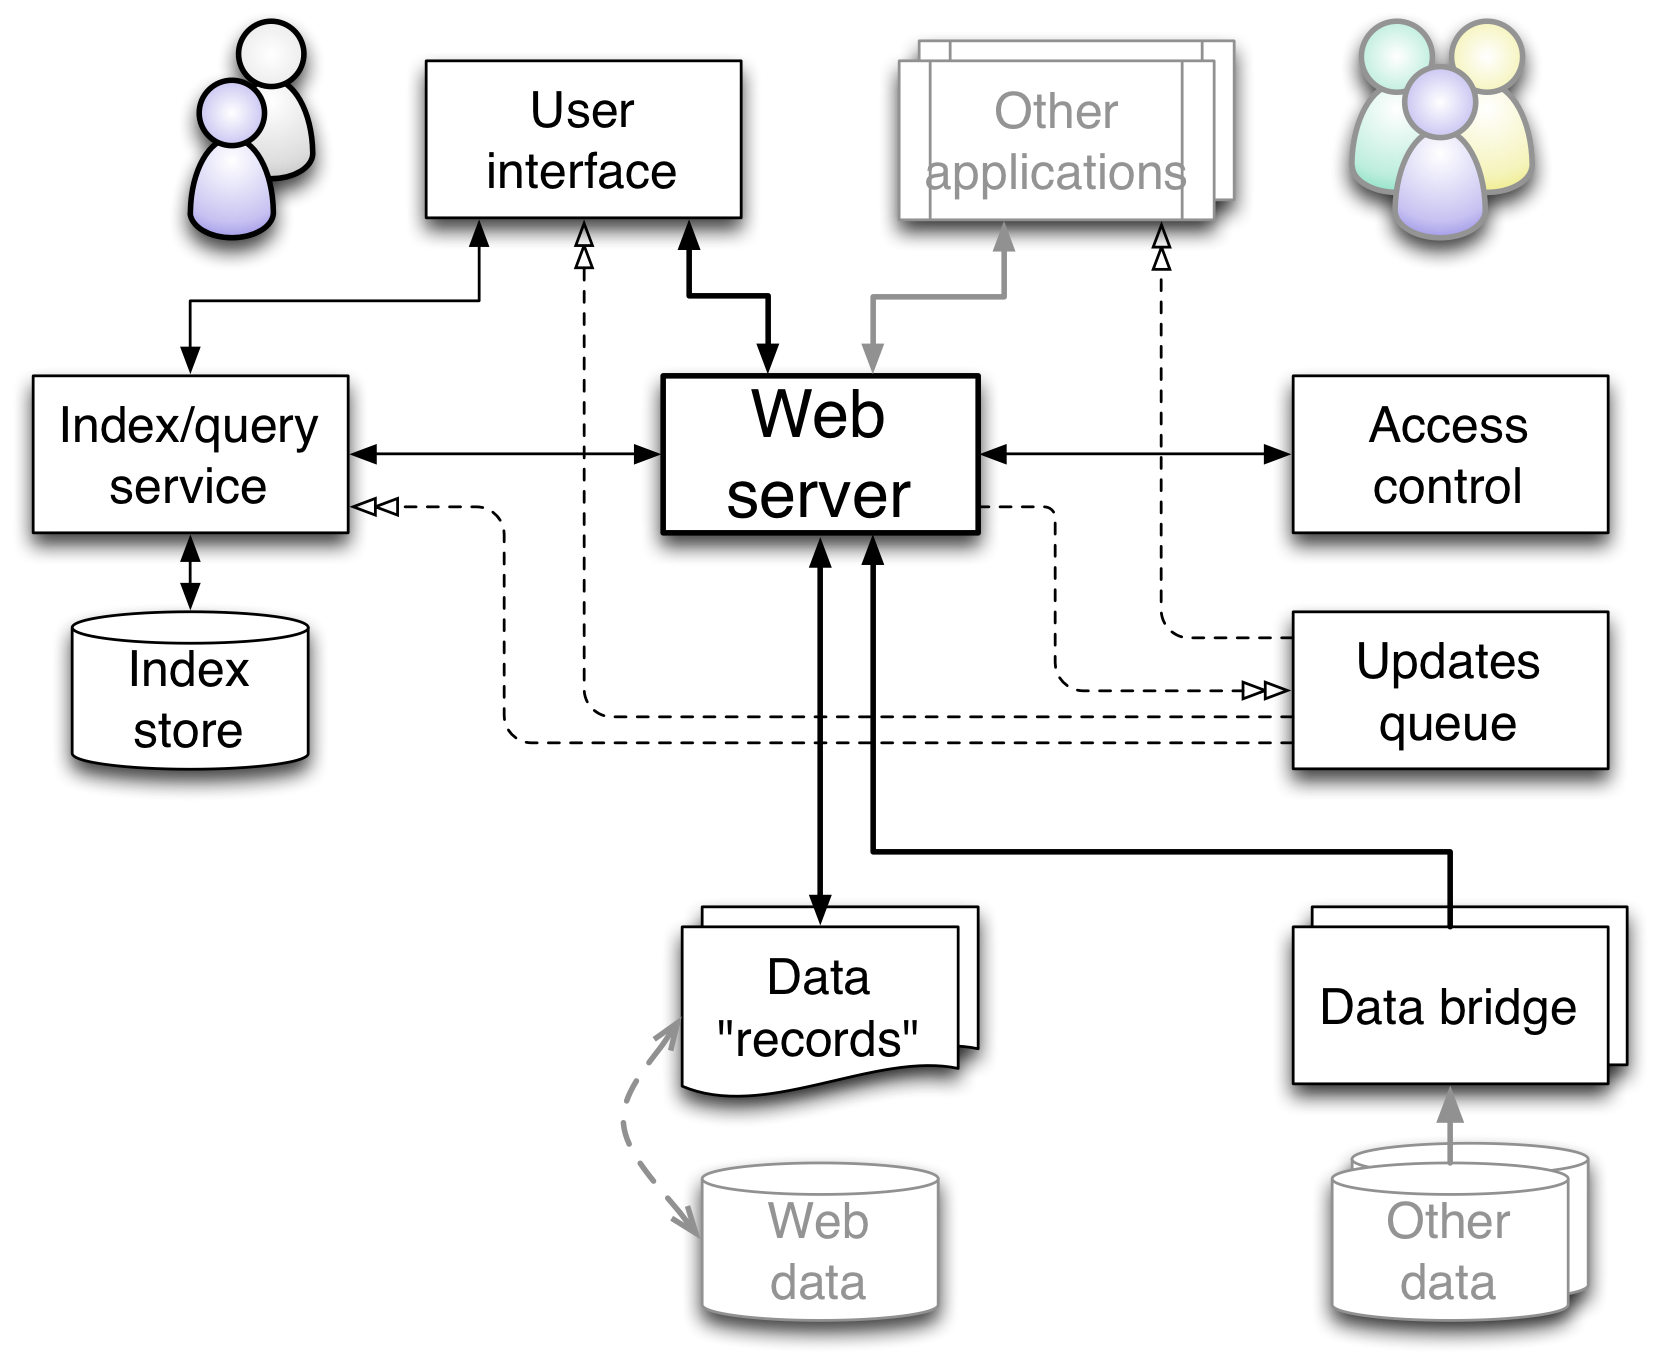 User
interface
Other
applications
Index/query
service
Web
server
Access
control
Index
store
Updates
queue
Data
"records"
Data bridge
Web
data
Other
data